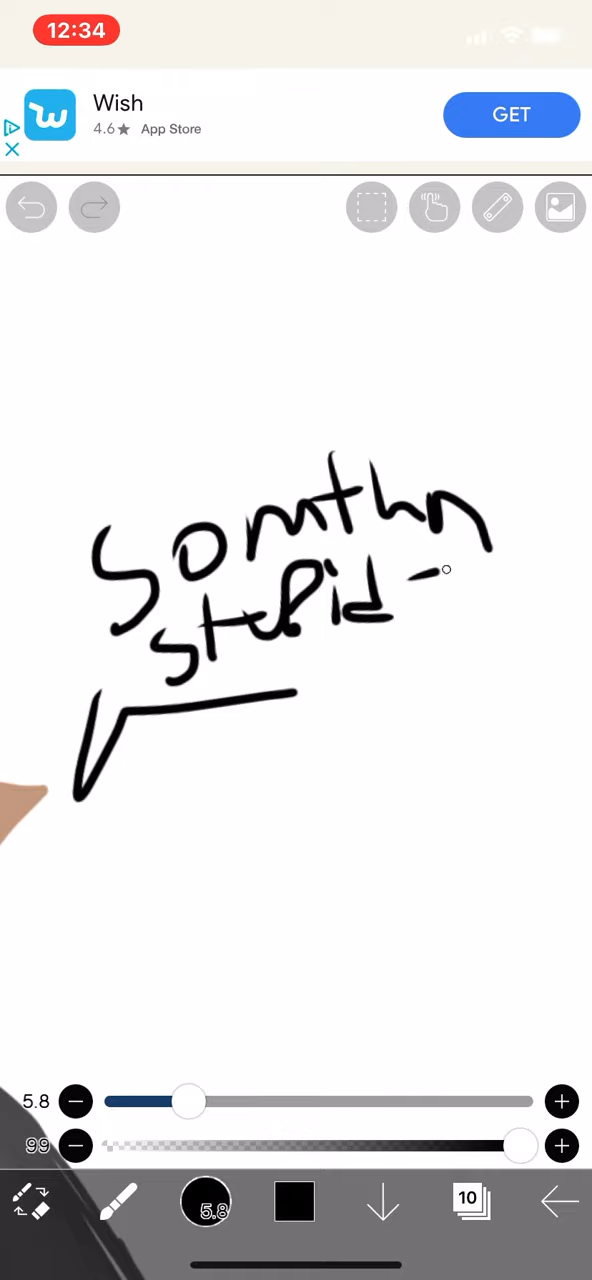 12:34
Wish
4.6★ App Store
GET
Somthn
stupid -
5.8
99
5.8
10